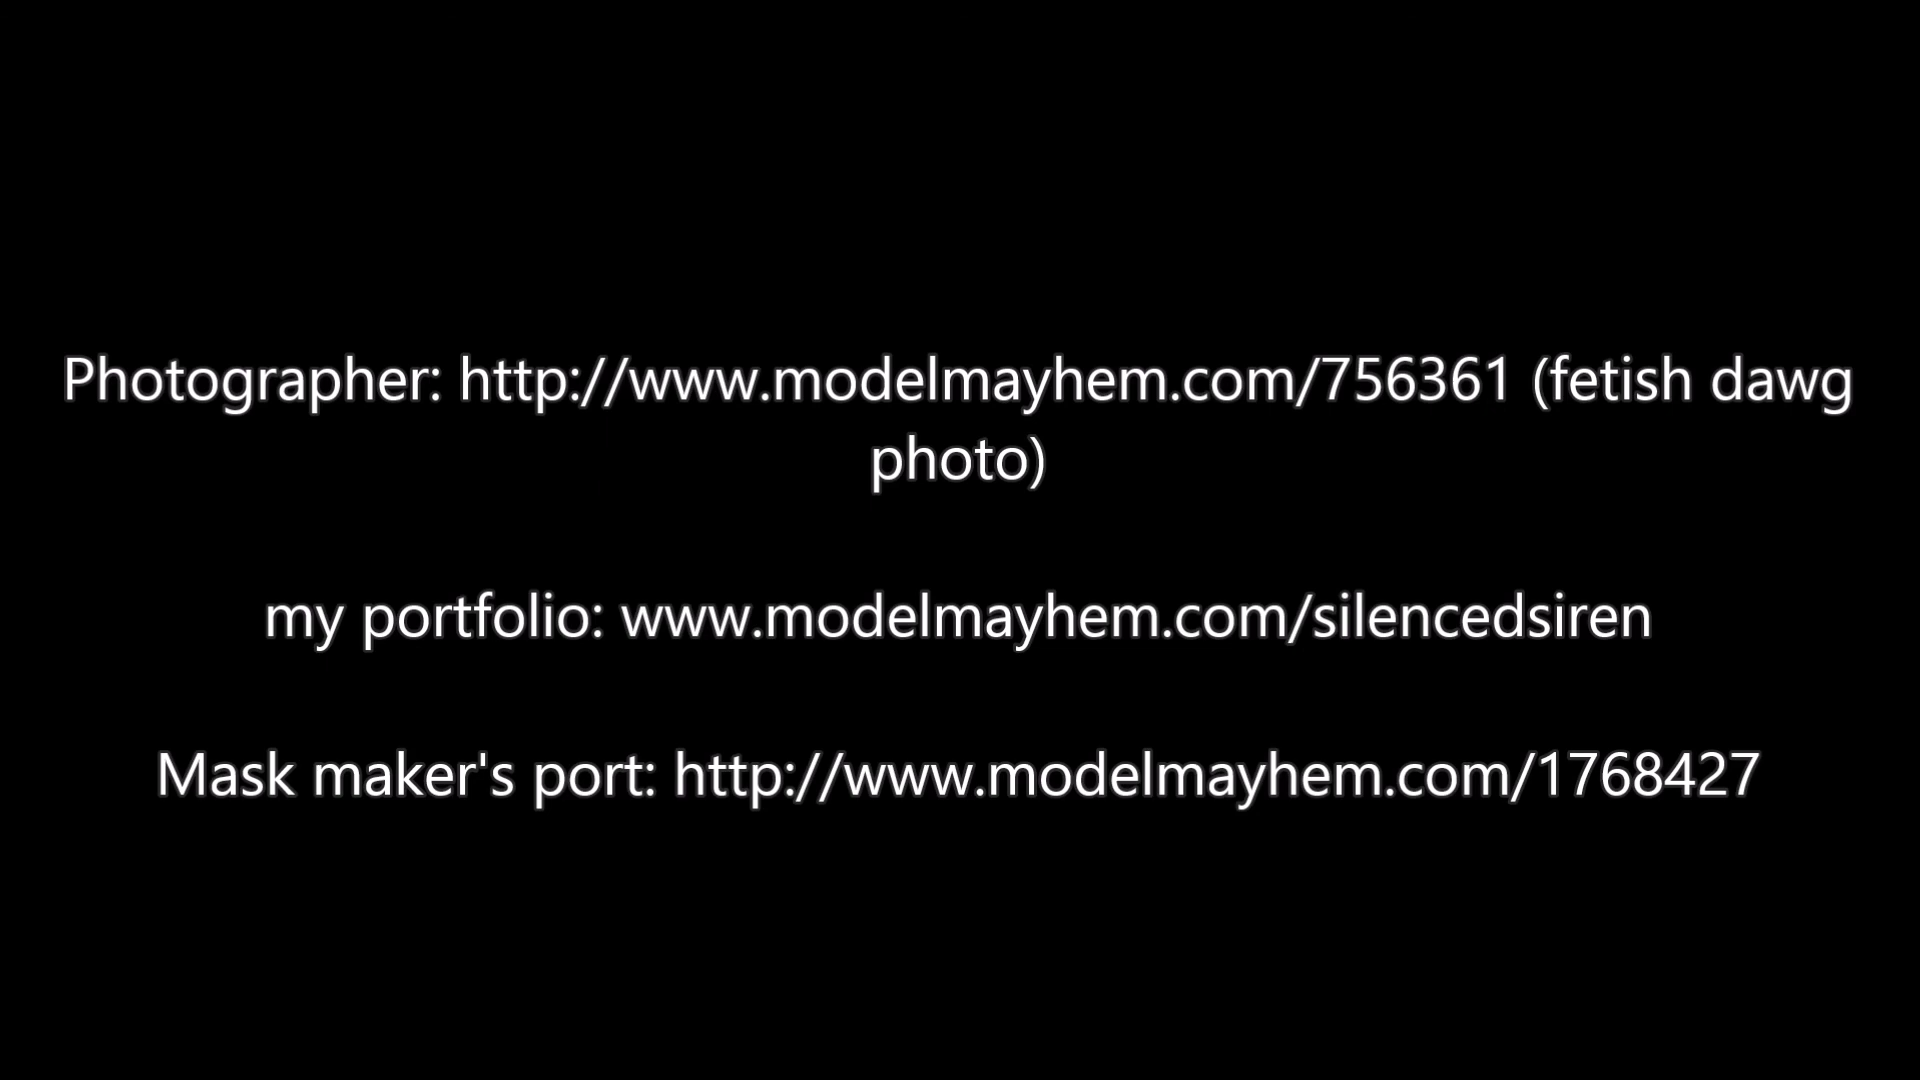 Photographer: http://www.modelmayhem.com/756361 (fetish dawg
photo)
my portfolio: www.modelmayhem.com/silencedsiren
Mask maker's port: http://www.modelmayhem.com/1768427